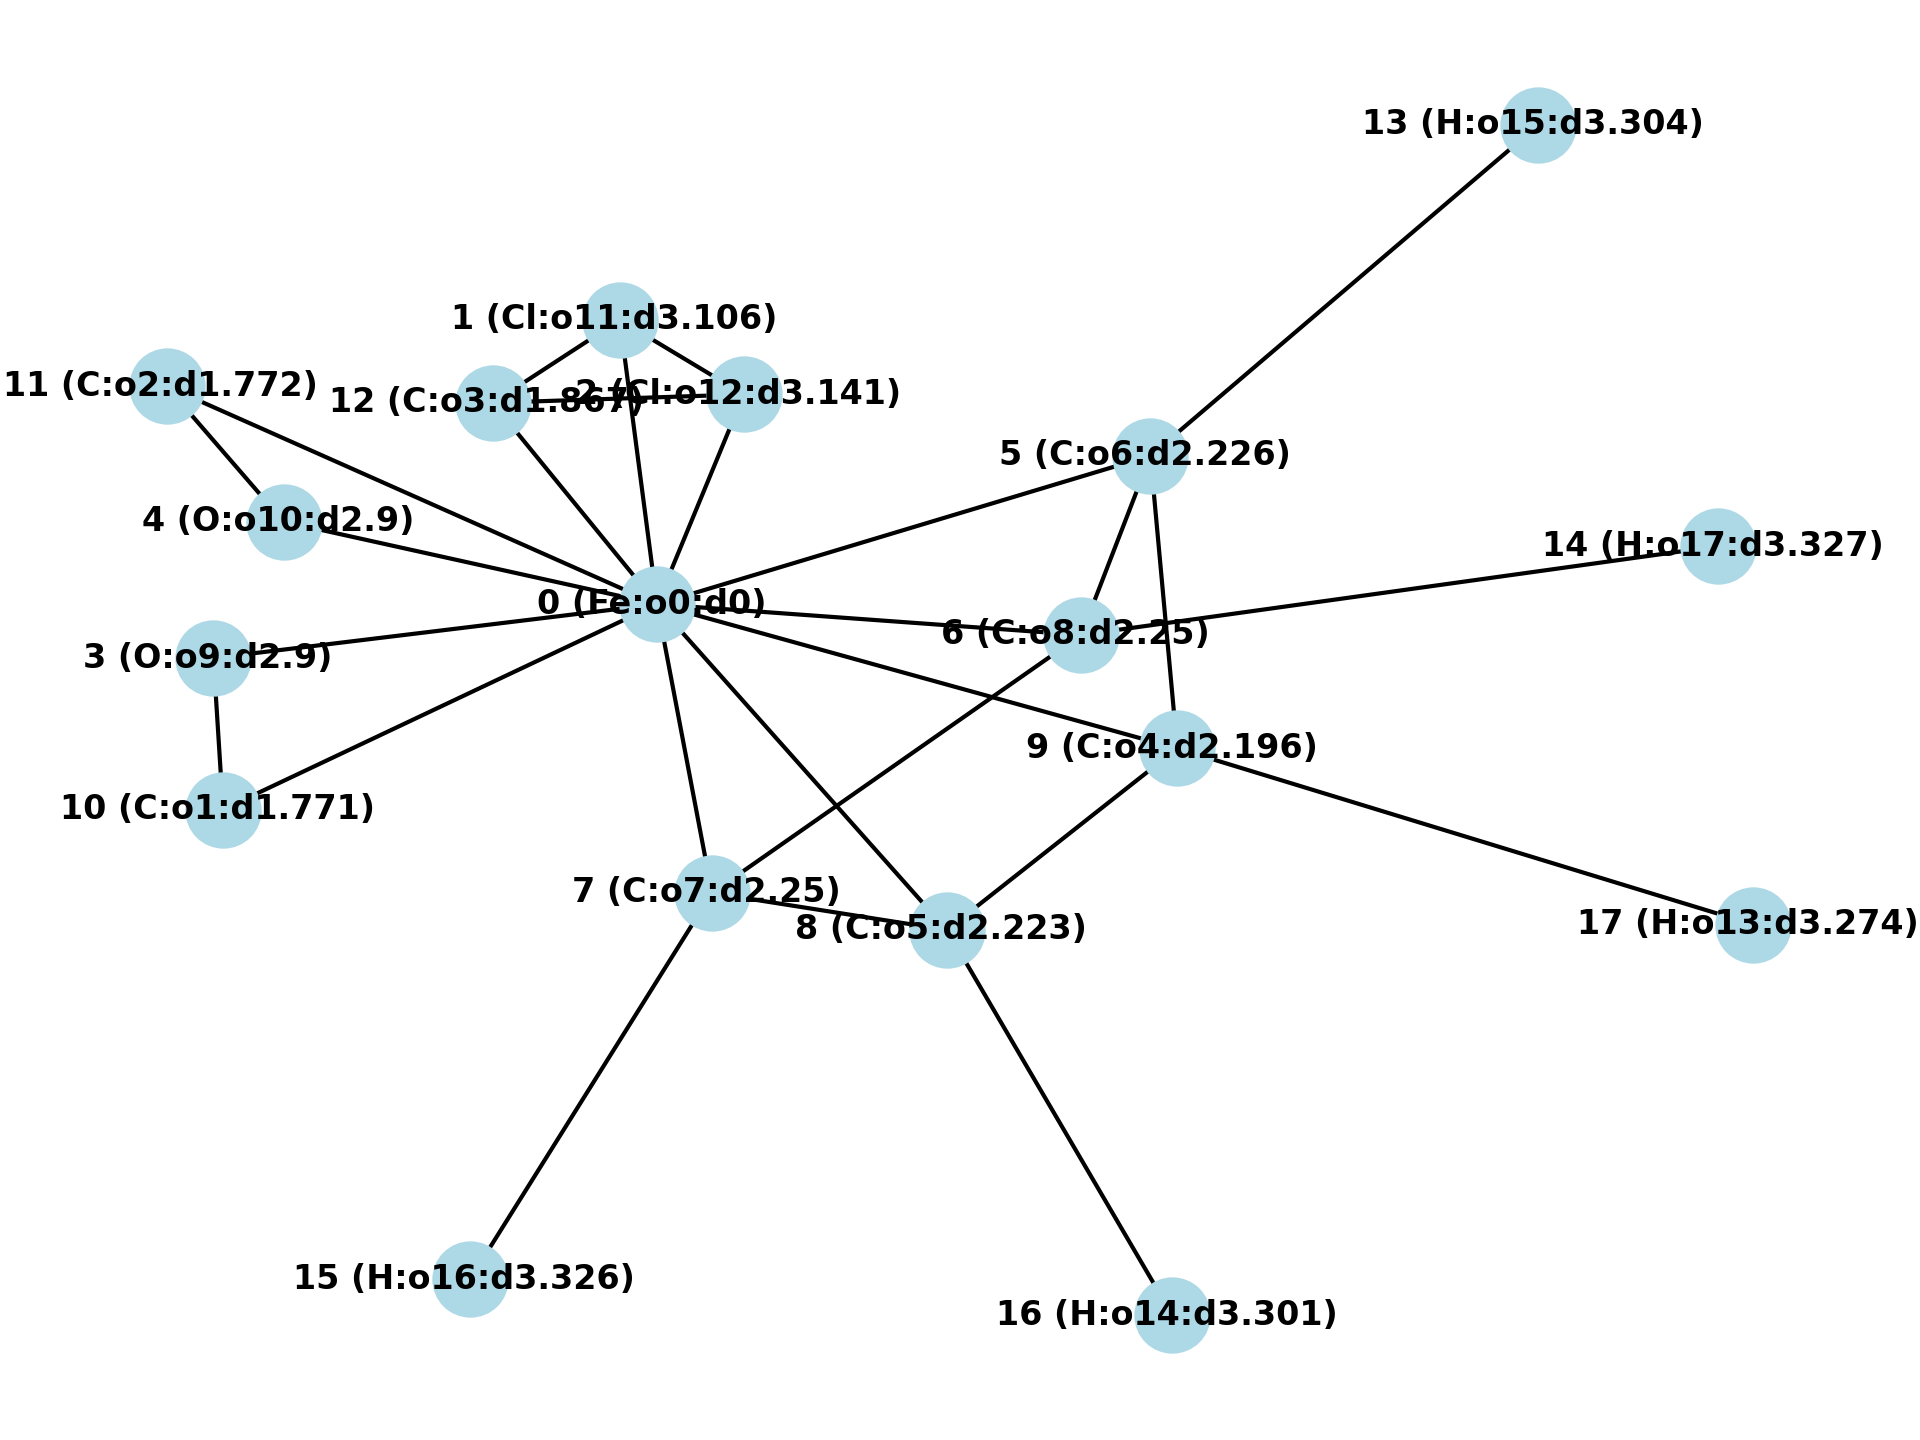 13 (H:o15:d3.304)
1 (Cl:o11:d3.106)
11 (C:o2:d1.772)
12 (C:o3:d1.867)
2 (Cl:o12:d3.141)
5 (C:o6:d2.226)
4 (O:o10:d2.9)
14 (H:o17:d3.327)
0 (Fe:o0:d0)
6 (C:o8:d2.25)
3 (O:o9:d2.9)
9 (C:o4:d2.196)
10 (C:o1:d1.771)
7 (C:o7:d2.25)
8 (C:o5:d2.223)
17 (H:o13:d3.274)
15 (H:o16:d3.326)
16 (H:o14:d3.301)